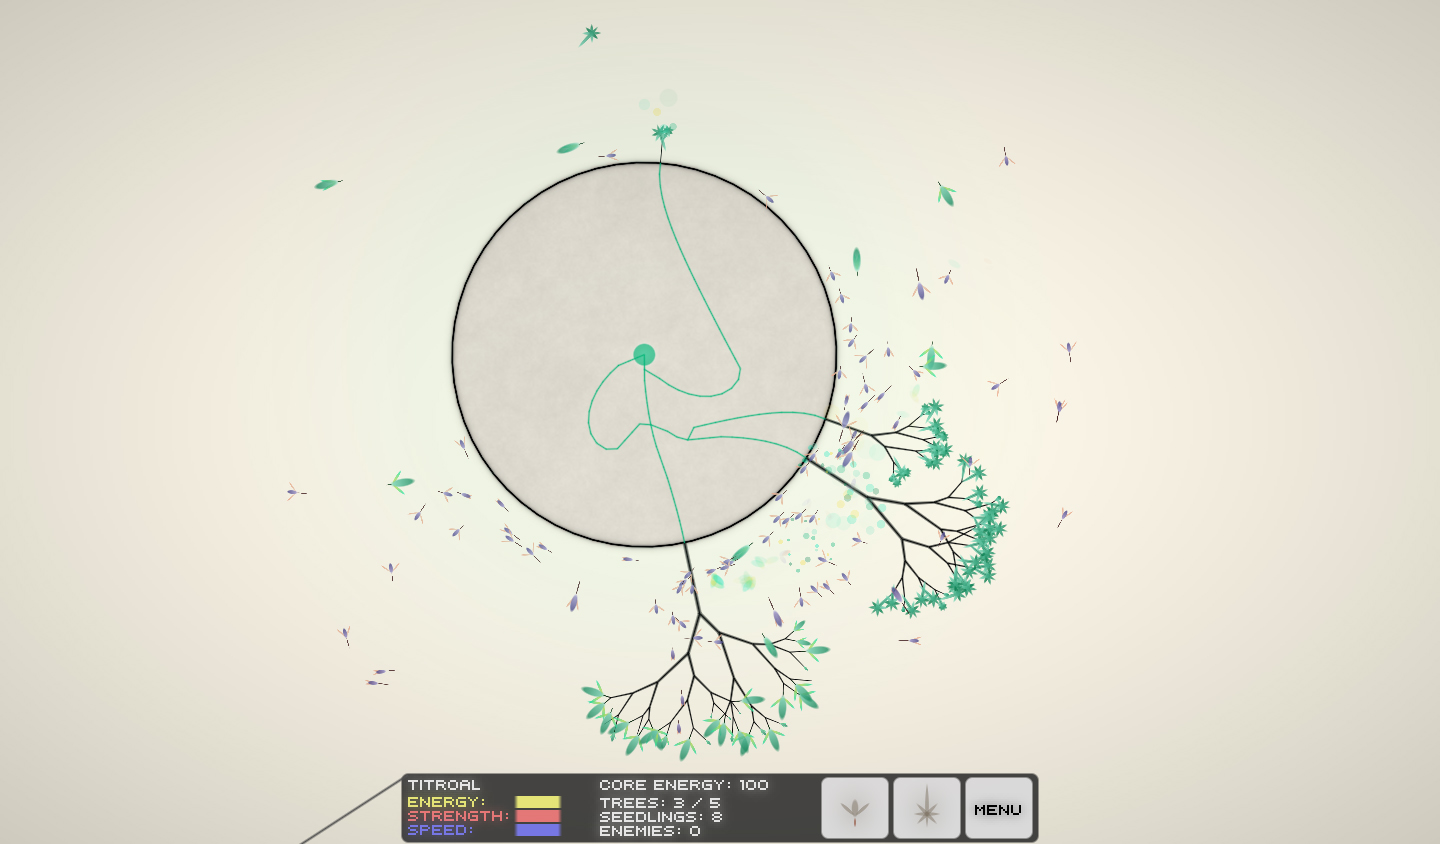 TITROAL
ENERGY:
STRENGTH:
SPEED:
CORE ENERGY: 100
TREES: 3 / 5
SEEDLINGS: 8
ENEMIES: 0
MENU